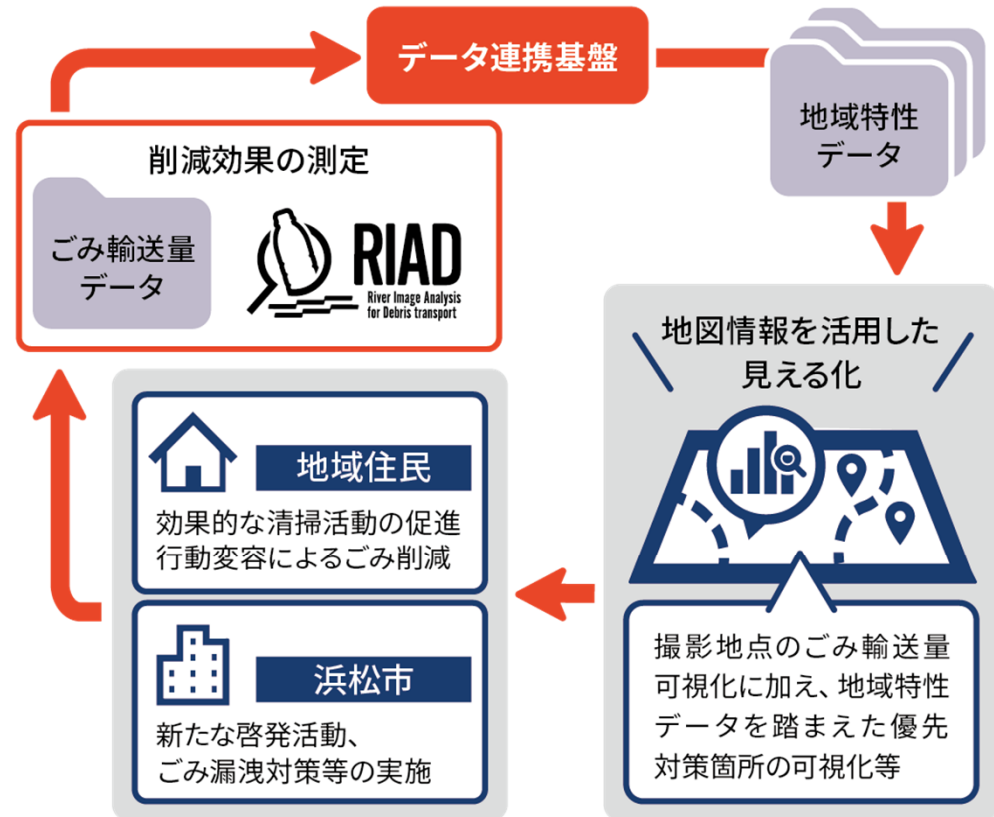 データ連携基盤
地域特性
データ
削減効果の測定
ごみ輸送量
データ
RIAD
River Image Analysis
for Debris transport
地図情報を活用した
見える化
撮影地点のごみ輸送量
可視化に加え、地域特性
データを踏まえた優先
対策箇所の可視化等
地域住民
効果的な清掃活動の促進
行動変容によるごみ削減
浜松市
新たな啓発活動、
ごみ漏洩対策等の実施